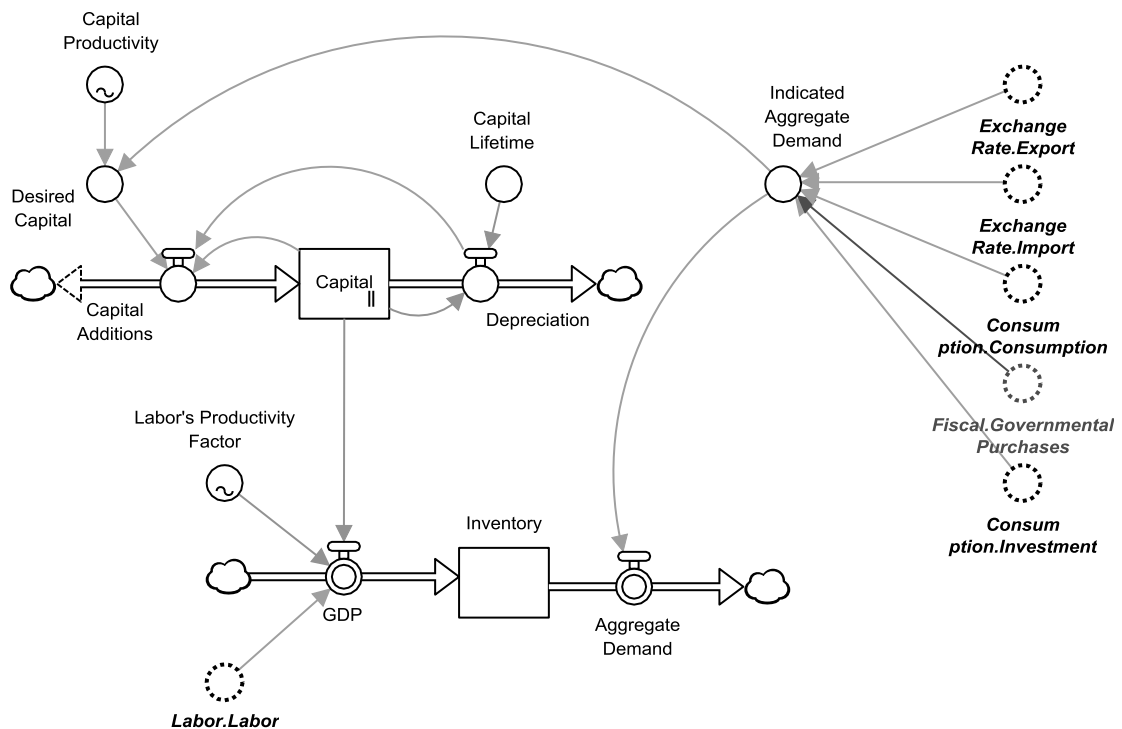 Capital
Productivity
Indicated
Aggregate
Demand
Capital
Lifetime
Exchange
Rate.Export
Desired
Capital
Exchange
Rate.Import
Capital
Capital
Additions
Depreciation
Consum
ption.Consumption
Labor's Productivity
Factor
Fiscal.Governmental
Purchases
Inventory
Consum
ption.Investment
GDP
Aggregate
Demand
Labor.Labor